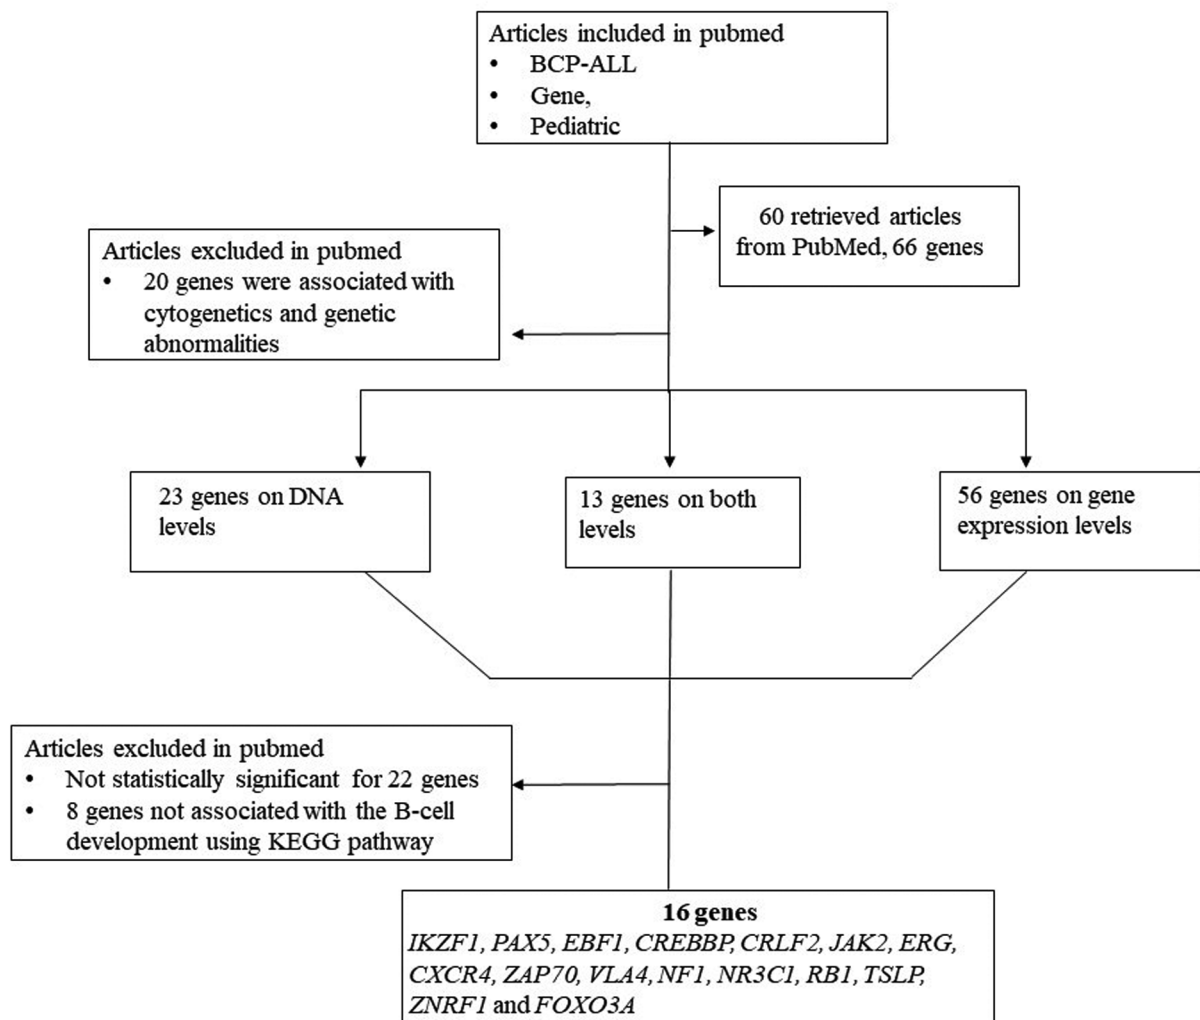 Articles included in pubmed
• BCP-ALL
• Gene,
• Pediatric
60 retrieved articles
from PubMed, 66 genes
Articles excluded in pubmed
• 20 genes were associated with
cytogenetics and genetic
abnormalities
23 genes on DNA
levels
13 genes on both
levels
56 genes on gene
expression levels
Articles excluded in pubmed
• Not statistically significant for 22 genes
• 8 genes not associated with the B-cell
development using KEGG pathway
16 genes
IKZF1, PAX5, EBF1, CREBBP, CRLF2, JAK2, ERG,
CXCR4, ZAP70, VLA4, NF1, NR3C1, RB1, TSLP,
ZNRF1 and FOXO3A